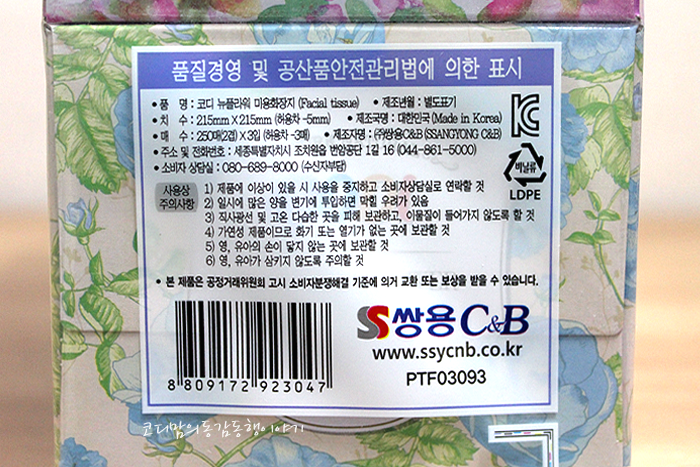 품질경영 및 공산품안전관리법에 의한 표시
• 품 명 : 코디 뉴플라워 미용화장지 (Facial tissue) • 제조년월 : 별도표기
• 치 수 : 215mm X 215mm (허용차 -5mm) • 제조국명 : 대한민국 (Made in Korea)
• 매 수 : 250매(2겹) X 3입 (허용차 -3매) • 제조자명 : (주)쌍용C&B (SSANGYONG C&B)
• 주소 및 전화번호 : 세종특별자치시 조치원읍 번암공단 1길 16 (044-861-5000)
• 소비자 상담실 : 080-689-8000 (수신자부담)
사용상
주의사항
1) 제품에 이상이 있을 시 사용을 중지하고 소비자상담실로 연락할 것
2) 일시에 많은 양을 변기에 투입하면 막힐 우려가 있음
3) 직사광선 및 고온 다습한 곳을 피해 보관하고, 이물질이 들어가지 않도록 할 것
4) 가연성 제품이므로 화기 또는 열기가 없는 곳에 보관할 것
5) 영, 유아의 손이 닿지 않는 곳에 보관할 것
6) 영, 유아가 삼키지 않도록 주의할 것
• 본 제품은 공정거래위원회 고시 소비자분쟁해결 기준에 의거 교환 또는 보상을 받을 수 있습니다.
비닐류
LDPE
쌍용C&B
www.ssycnb.co.kr
PTF03093
8 809172 923047
코디맘의동감동행이야기